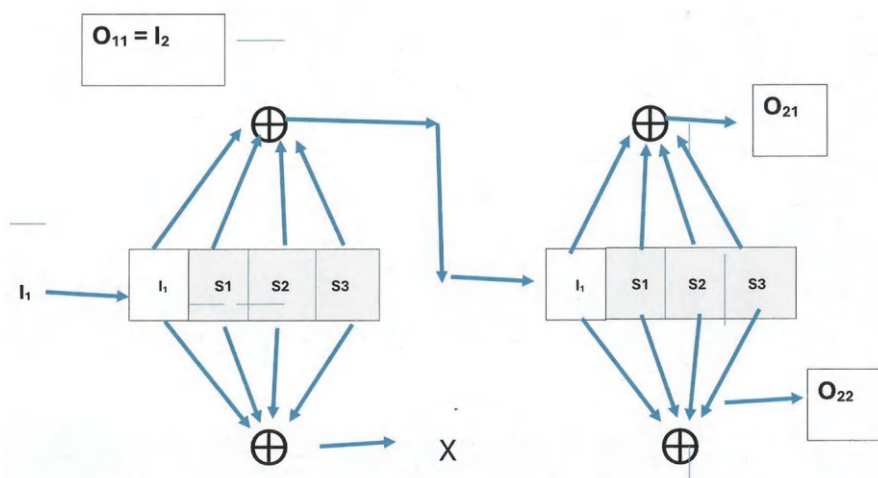 O₁₁ = I₂
O₂₁
I₁
I₁ S1 S2 S3
I₁ S1 S2 S3
O₂₂
X